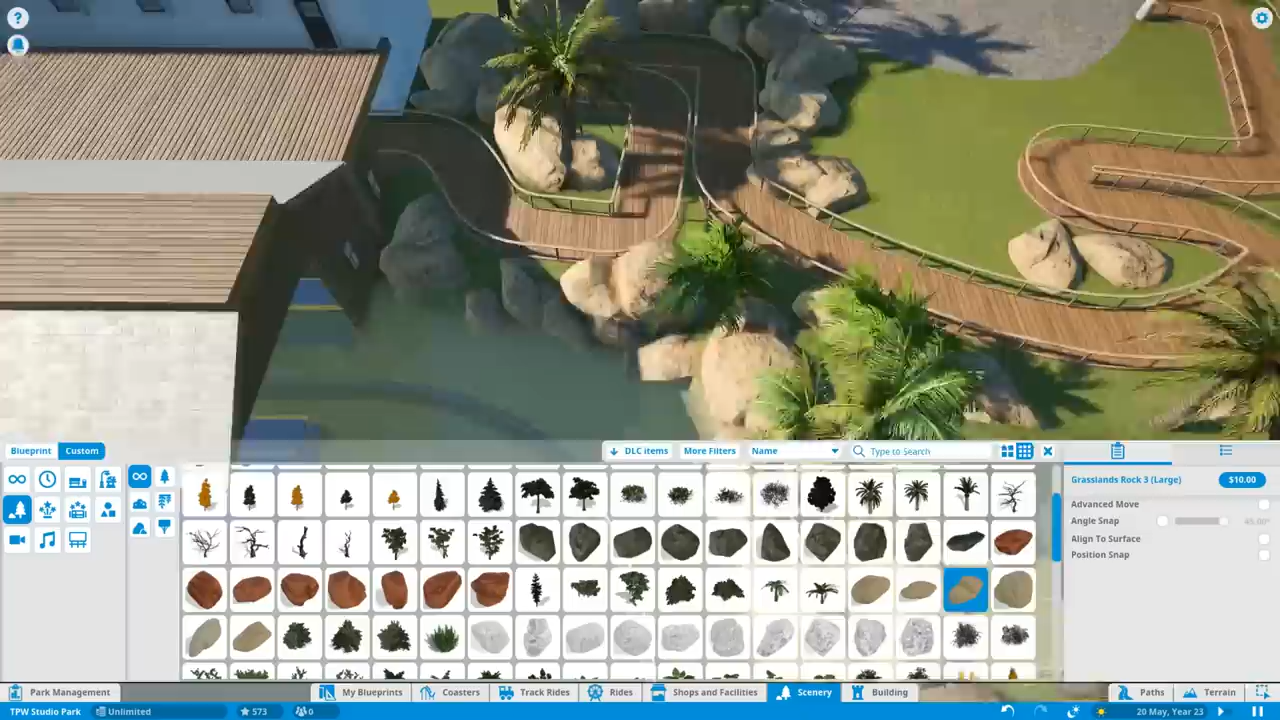 ?
Blueprint Custom
DLC items More Filters Name Type to Search
Grasslands Rock 3 (Large) $10.00
Advanced Move
Angle Snap 45.00°
Align To Surface
Position Snap
Park Management My Blueprints Coasters Track Rides Rides Shops and Facilities Scenery Building Paths Terrain
TPW Studio Park Unlimited 573 0 20 May, Year 23